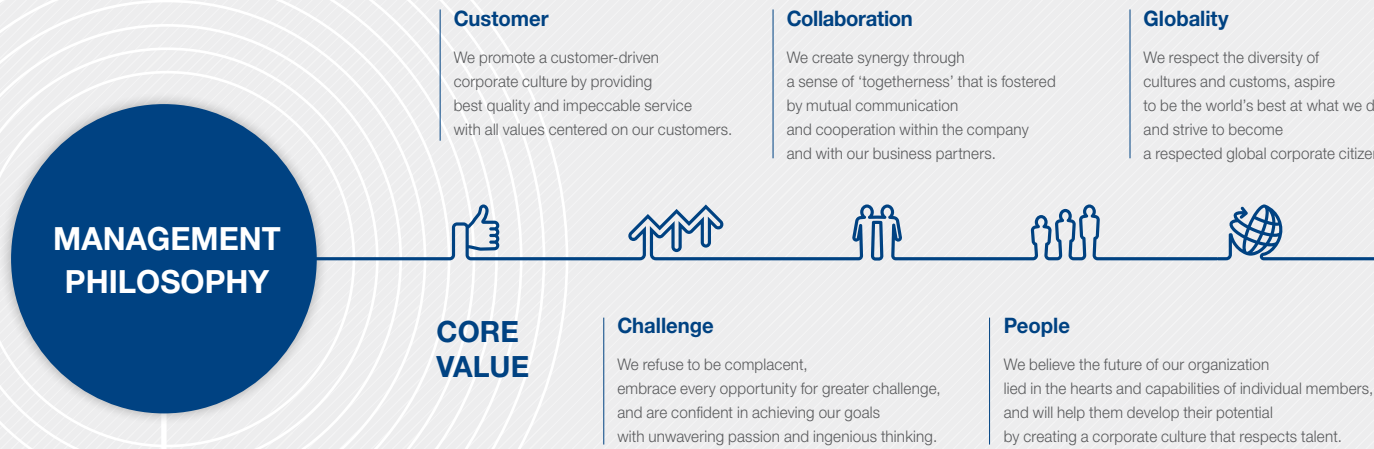 MANAGEMENT
PHILOSOPHY
Customer
We promote a customer-driven
corporate culture by providing
best quality and impeccable service
with all values centered on our customers.
Collaboration
We create synergy through
a sense of ‘togetherness’ that is fostered
by mutual communication
and cooperation within the company
and with our business partners.
Globality
We respect the diversity of
cultures and customs, aspire
to be the world’s best at what we
and strive to become
a respected global corporate
CORE
VALUE
Challenge
We refuse to be complacent,
embrace every opportunity for greater challenge,
and are confident in achieving our goals
with unwavering passion and ingenious thinking.
People
We believe the future of our organization
lied in the hearts and capabilities of individual members,
and will help them develop their potential
by creating a corporate culture that respects talent.